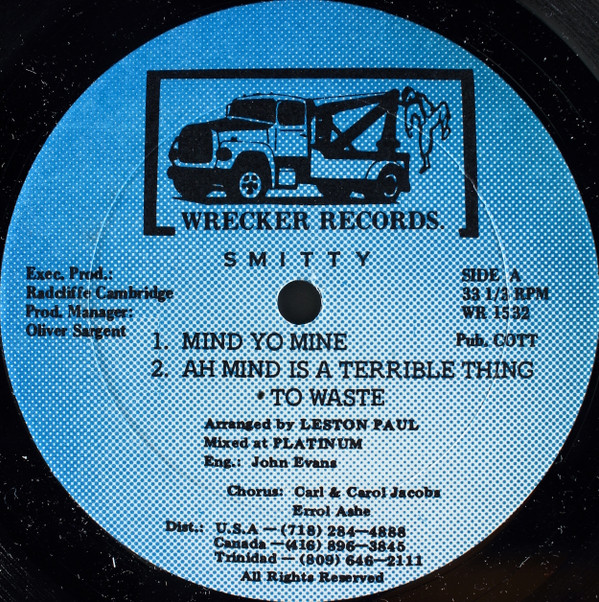 WRECKER RECORDS.
SMITTY
Exec. Prod.:
Radcliffe Cambridge
Prod. Manager:
Oliver Sargent
SIDE A
33 1/3 RPM
WR 1532
Pub. COTT
1. MIND YO MINE
2. AH MIND IS A TERRIBLE THING
* TO WASTE
Arranged by LESTON PAUL
Mixed at PLATINUM
Eng.: John Evans
Chorus: Carl & Carol Jacobs
Errol Ashe
Dist.: U.S.A — (718) 284—4888
Canada —(416) 896—3845
Trinidad — (809) 646—2111
All Rights Reserved